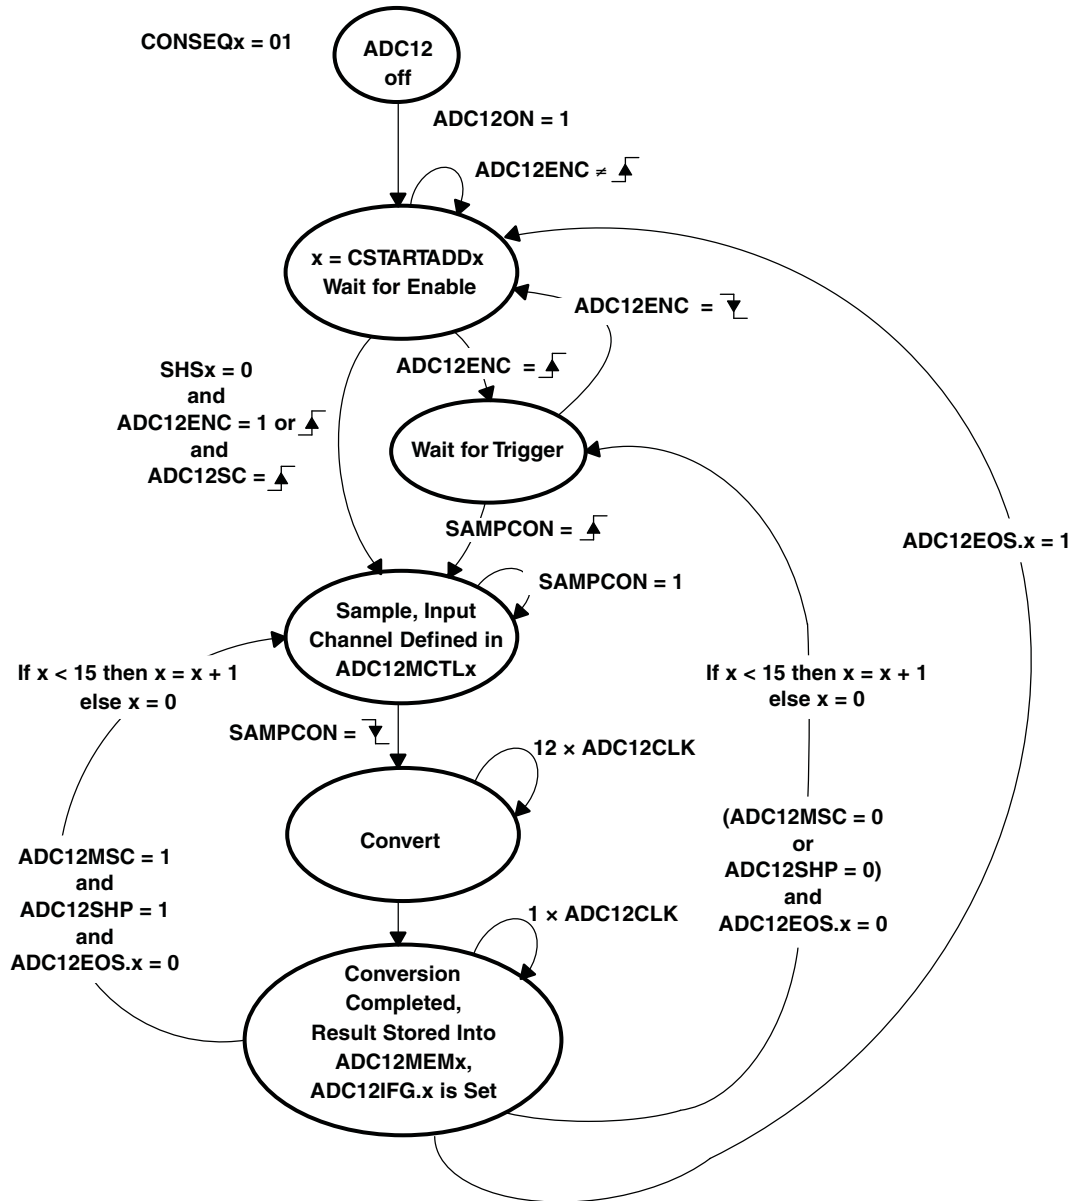 CONSEQx = 01
ADC12
off
ADC12ON = 1
ADC12ENC ≠
x = CSTARTADDx
Wait for Enable
ADC12ENC =
SHSx = 0
and
ADC12ENC = 1 or
and
ADC12SC =
ADC12ENC =
Wait for Trigger
SAMPCON =
ADC12EOS.x = 1
SAMPCON = 1
Sample, Input
Channel Defined in
ADC12MCTLx
If x < 15 then x = x + 1
else x = 0
If x < 15 then x = x + 1
else x = 0
SAMPCON =
12 × ADC12CLK
Convert
(ADC12MSC = 0
or
ADC12SHP = 0)
and
ADC12EOS.x = 0
ADC12MSC = 1
and
ADC12SHP = 1
and
ADC12EOS.x = 0
1 × ADC12CLK
Conversion
Completed,
Result Stored Into
ADC12MEMx,
ADC12IFG.x is Set